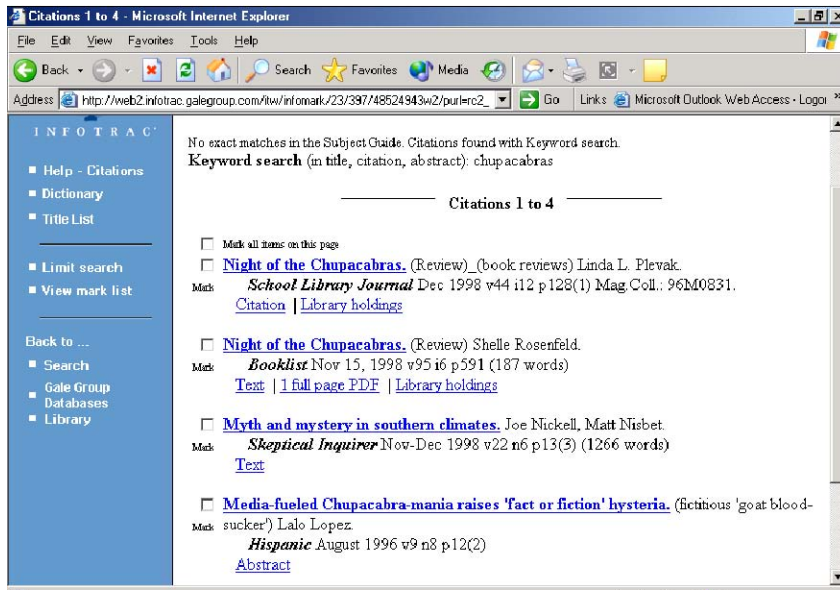 Citations 1 to 4 - Microsoft Internet Explorer
File Edit View Favorites Tools Help
Back Search Favorites Media
Address http://web2.infotrac.galegroup.com/itw/infomark/23/397/48524943w2/purl=rc2_ Go Links Microsoft Outlook Web Access - Logon
INFOTRAC
Help - Citations
Dictionary
Title List
Limit search
View mark list
Back to ...
Search
Gale Group
Databases
Library
No exact matches in the Subject Guide. Citations found with Keyword search.
Keyword search (in title, citation, abstract): chupacabras
Citations 1 to 4
Mark all items on this page
Night of the Chupacabras. (Review)_(book reviews) Linda L. Plevak.
Mark School Library Journal Dec 1998 v44 i12 p128(1) Mag.Coll.: 96M0831.
Citation | Library holdings
Night of the Chupacabras. (Review) Shelle Rosenfeld.
Mark Booklist Nov 15, 1998 v95 i6 p591 (187 words)
Text | 1 full page PDF | Library holdings
Myth and mystery in southern climates. Joe Nickell, Matt Nisbet.
Mark Skeptical Inquirer Nov-Dec 1998 v22 n6 p13(3) (1266 words)
Text
Media-fueled Chupacabra-mania raises 'fact or fiction' hysteria. (fictitious 'goat blood-
Mark sucker') Lalo Lopez.
Hispanic August 1996 v9 n8 p12(2)
Abstract